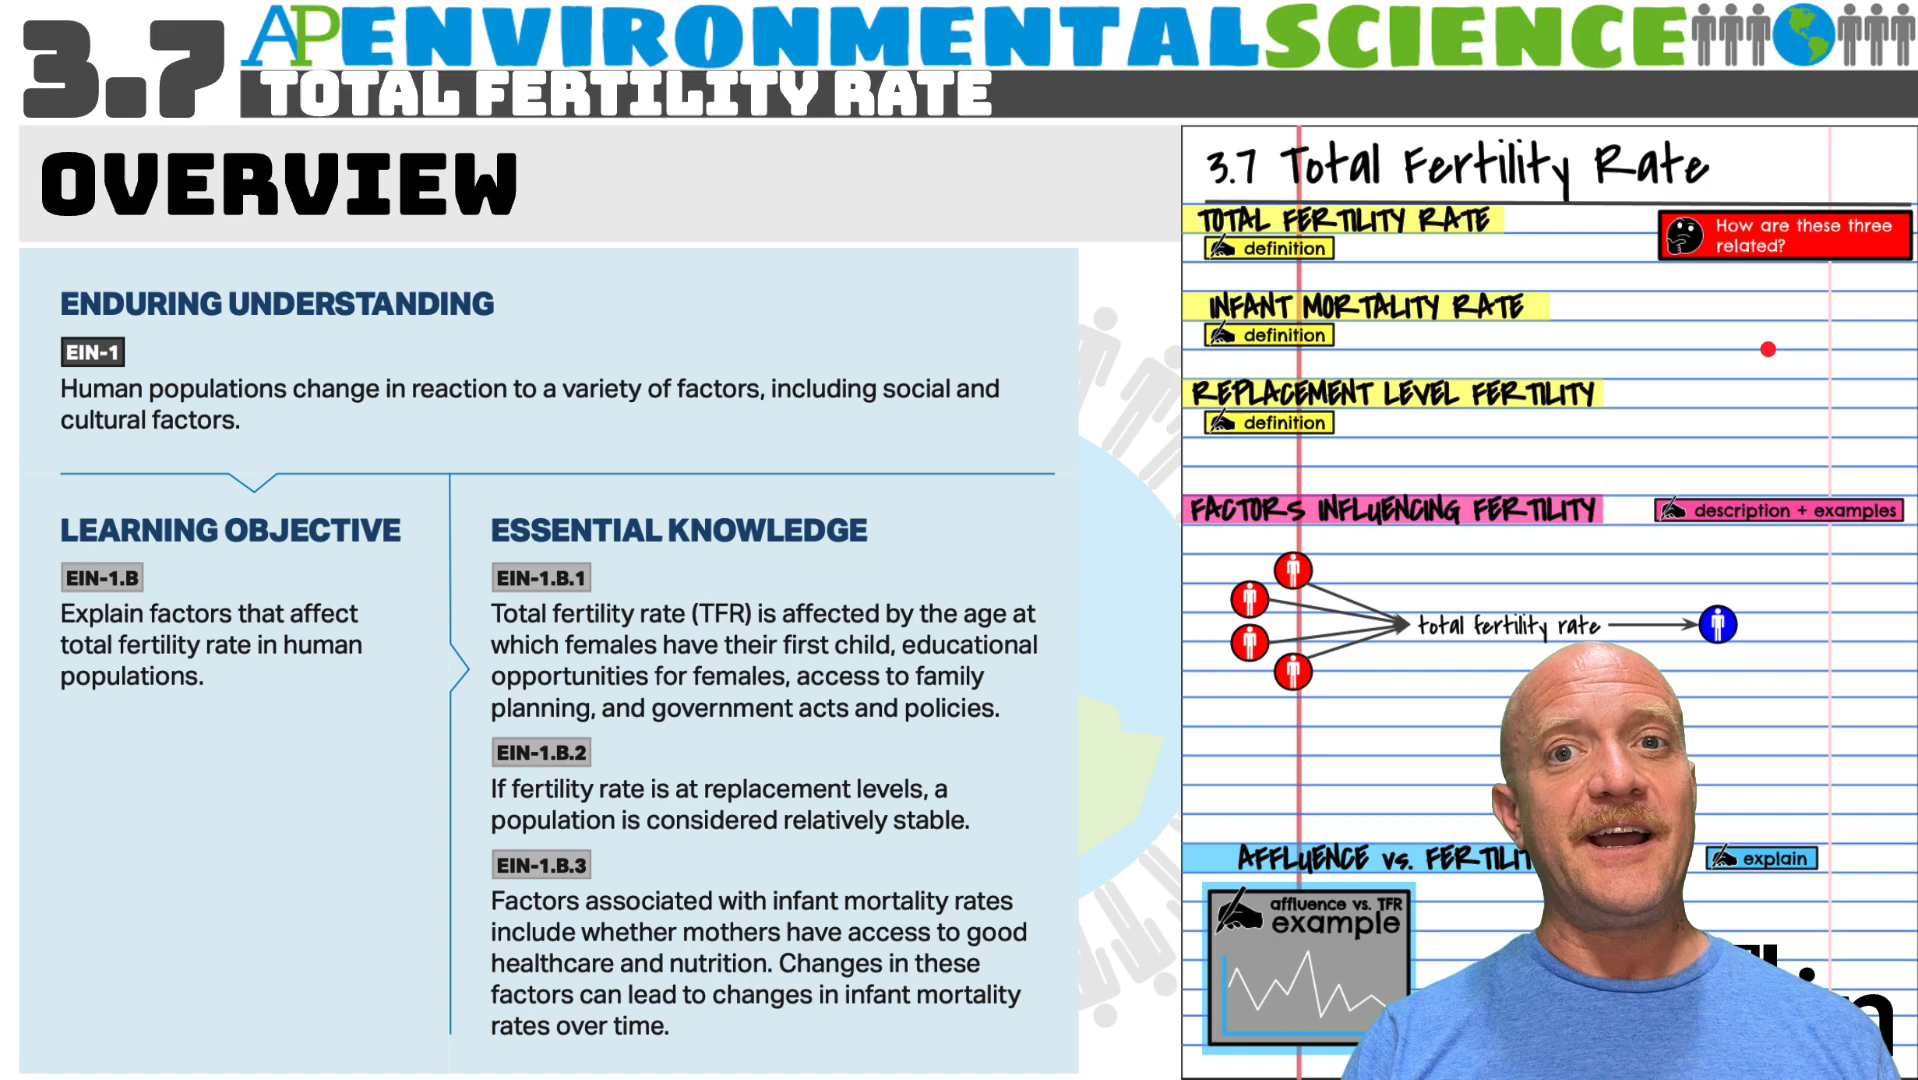 3.7
AP ENVIRONMENTAL SCIENCE
TOTAL FERTILITY RATE
OVERVIEW
ENDURING UNDERSTANDING
EIN-1
Human populations change in reaction to a variety of factors, including social and
cultural factors.
LEARNING OBJECTIVE
EIN-1.B
Explain factors that affect
total fertility rate in human
populations.
ESSENTIAL KNOWLEDGE
EIN-1.B.1
Total fertility rate (TFR) is affected by the age at
which females have their first child, educational
opportunities for females, access to family
planning, and government acts and policies.
EIN-1.B.2
If fertility rate is at replacement levels, a
population is considered relatively stable.
EIN-1.B.3
Factors associated with infant mortality rates
include whether mothers have access to good
healthcare and nutrition. Changes in these
factors can lead to changes in infant mortality
rates over time.
3.7 Total Fertility Rate
TOTAL FERTILITY RATE
definition
How are these three
related?
INFANT MORTALITY RATE
definition
REPLACEMENT LEVEL FERTILITY
definition
FACTORS INFLUENCING FERTILITY
description + examples
total fertility rate
AFFLUENCE vs. FERTILIT
explain
affluence vs. TFR
example